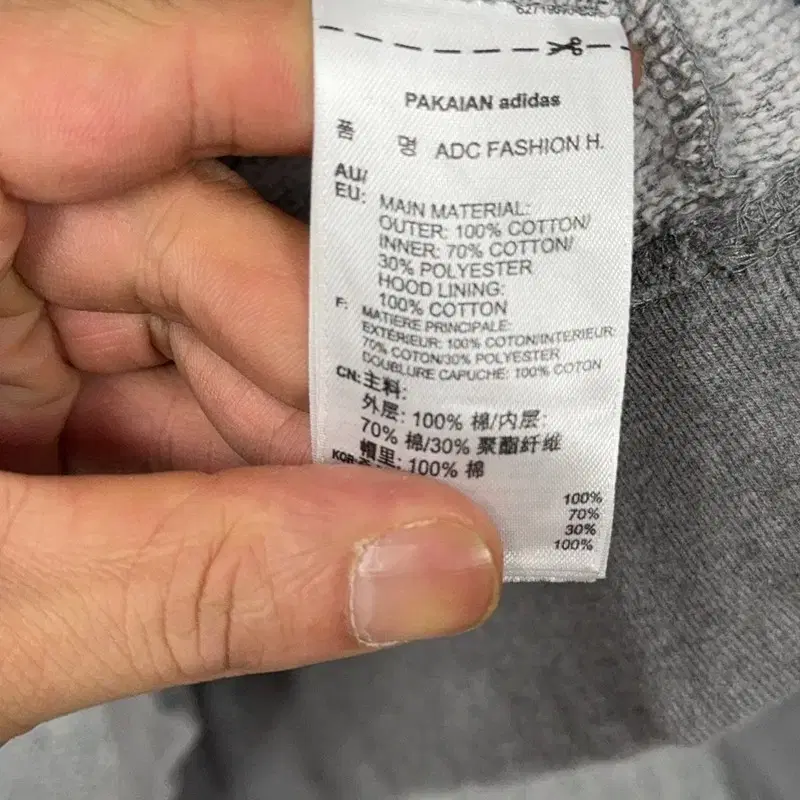 PAKAIAN adidas
품 명 ADC FASHION H.
AU/
EU: MAIN MATERIAL:
OUTER: 100% COTTON/
INNER: 70% COTTON/
30% POLYESTER
HOOD LINING:
100% COTTON
F: MATIERE PRINCIPALE:
EXTÉRIEUR: 100% COTON/INTERIEUR:
70% COTON/30% POLYESTER
DOUBLURE CAPUCHE: 100% COTON
CN: 主料:
外层: 100% 棉/内层:
70% 棉/30% 聚酯纤维
帽里: 100% 棉
KOR:
100%
70%
30%
100%